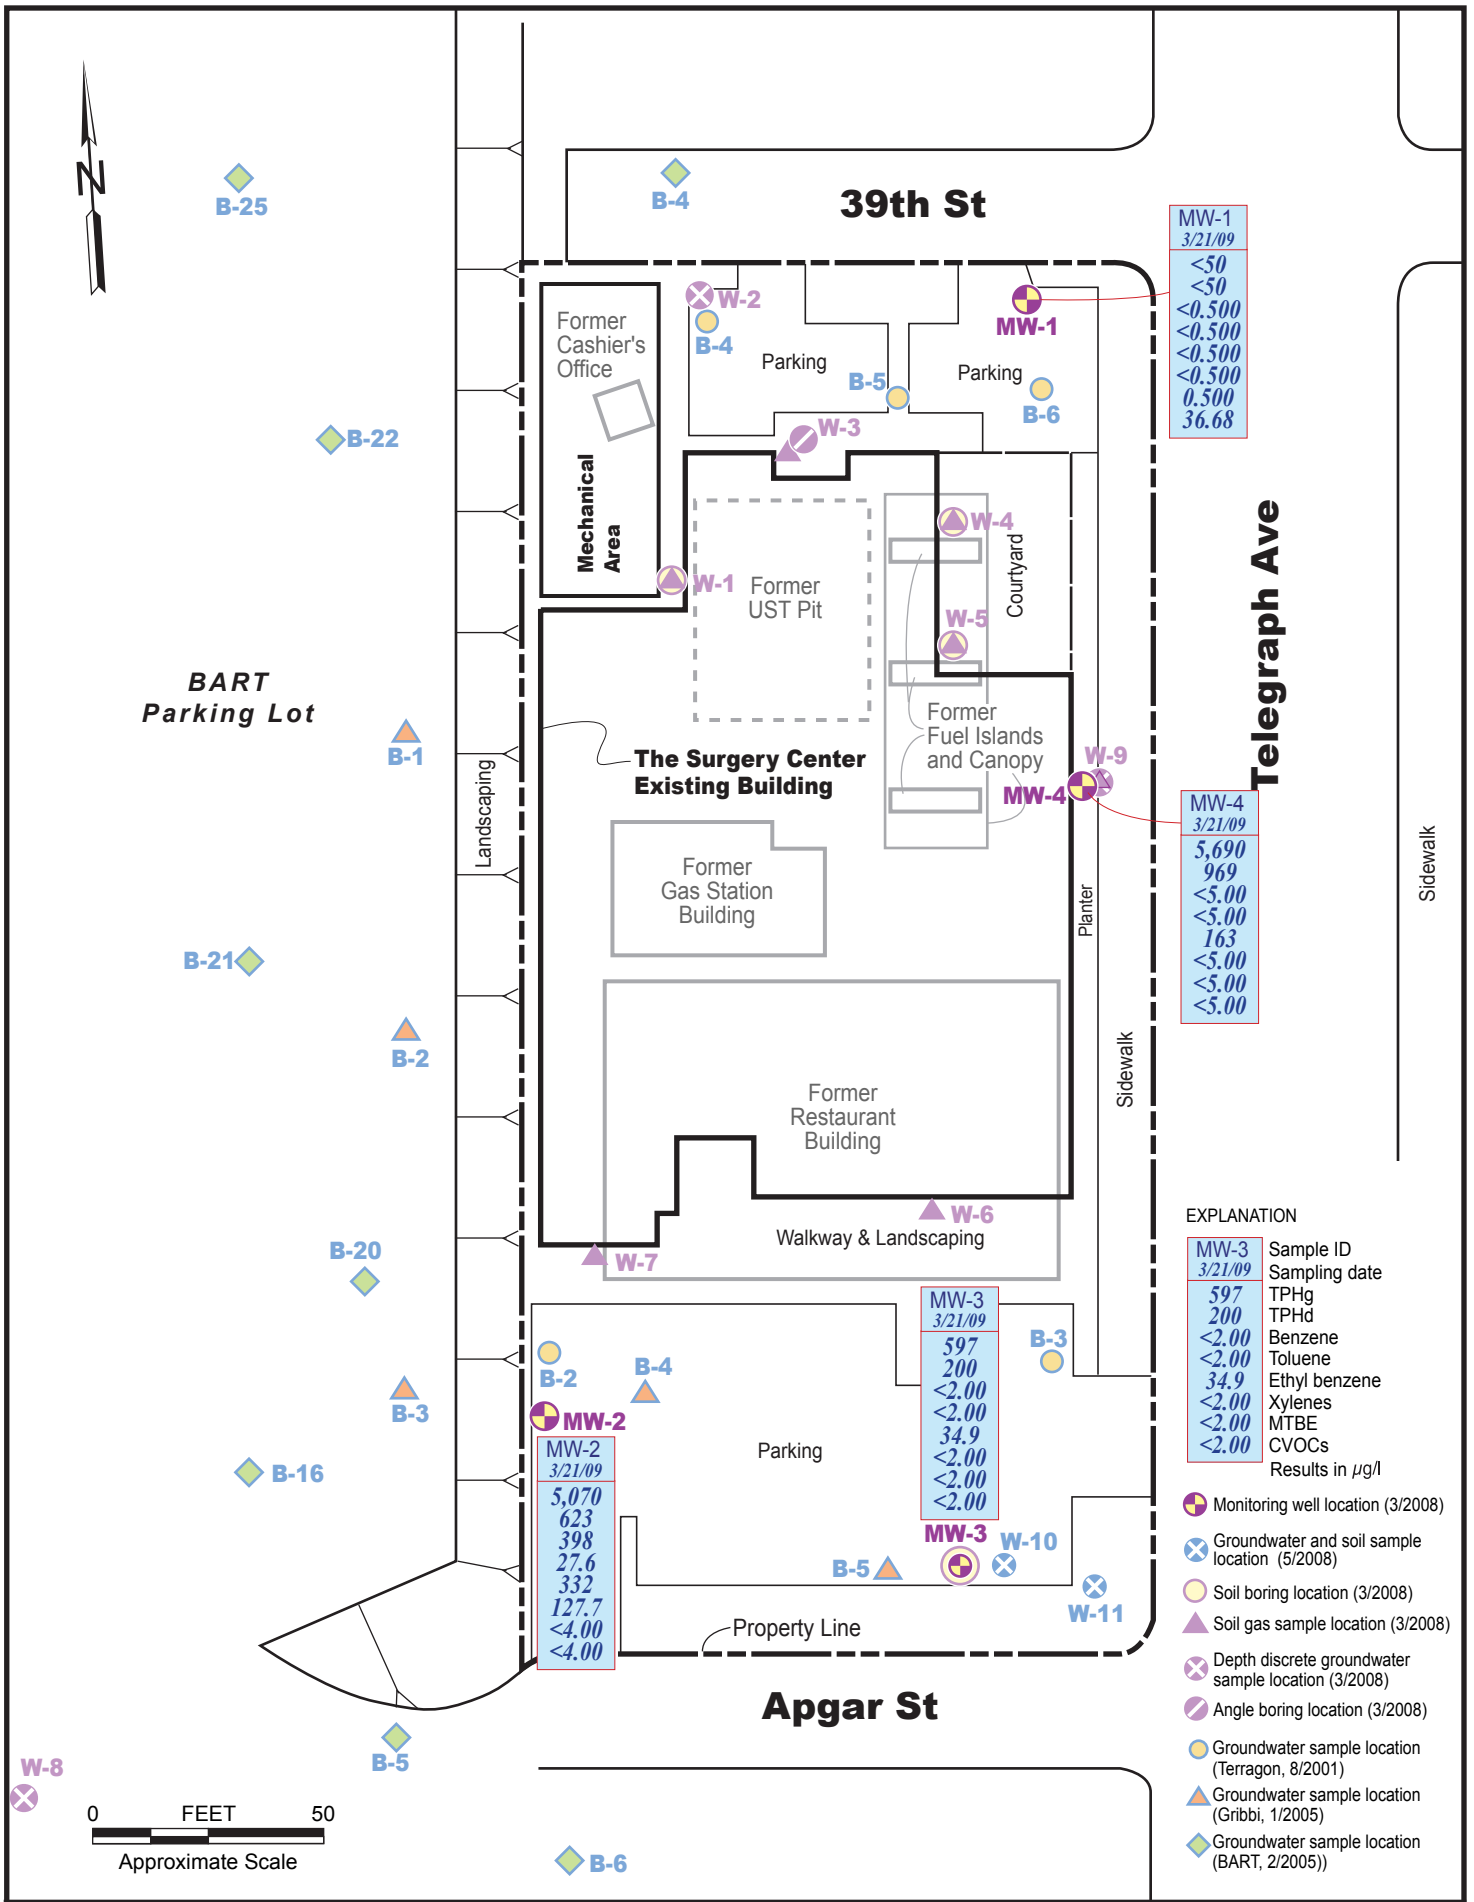 N
B-25
B-4
39th St
MW-1
3/21/09
<50
<50
<0.500
<0.500
<0.500
<0.500
0.500
36.68
W-2
B-4
MW-1
Former
Cashier's
Office
Parking
B-5
Parking
B-6
B-22
W-3
Mechanical
Area
W-4
Courtyard
W-1
Former
UST Pit
W-5
Telegraph Ave
BART
Parking Lot
B-1
Former
Fuel Islands
and Canopy
The Surgery Center
Existing Building
W-9
MW-4
Landscaping
MW-4
3/21/09
5,690
969
<5.00
<5.00
163
<5.00
<5.00
<5.00
Sidewalk
Former
Gas Station
Building
Planter
B-21
B-2
Sidewalk
Former
Restaurant
Building
W-6
Walkway & Landscaping
W-7
B-20
B-2
B-4
B-3
B-3
MW-2
MW-2
3/21/09
5,070
623
398
27.6
332
127.7
<4.00
<4.00
Parking
MW-3
3/21/09
597
200
<2.00
<2.00
34.9
<2.00
<2.00
<2.00
B-16
MW-3
W-10
B-5
W-11
Property Line
Apgar St
B-5
W-8
0 FEET 50
Approximate Scale
B-6
EXPLANATION
MW-3 Sample ID
3/21/09 Sampling date
597 TPHg
200 TPHd
<2.00 Benzene
<2.00 Toluene
34.9 Ethyl benzene
<2.00 Xylenes
<2.00 MTBE
<2.00 CVOCs
Results in µg/l
Monitoring well location (3/2008)
Groundwater and soil sample
location (5/2008)
Soil boring location (3/2008)
Soil gas sample location (3/2008)
Depth discrete groundwater
sample location (3/2008)
Angle boring location (3/2008)
Groundwater sample location
(Terragon, 8/2001)
Groundwater sample location
(Gribbi, 1/2005)
Groundwater sample location
(BART, 2/2005))